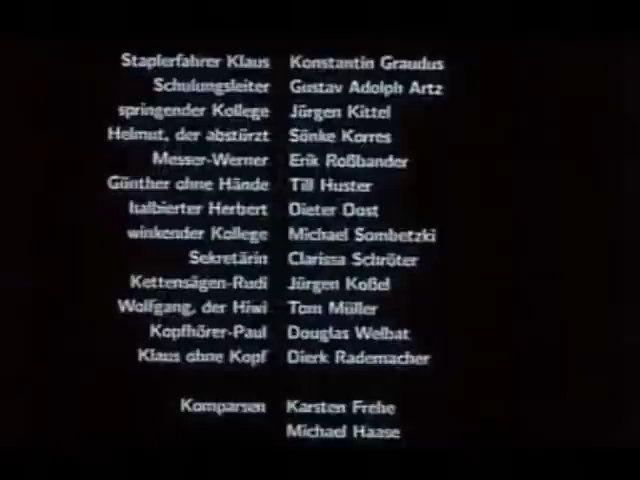 Staplerfahrer Klaus Konstantin Graudus
Schulungsleiter Gustav Adolph Artz
springender Kollege Jürgen Kittel
Helmut, der abstürzt Sönke Korres
Messer-Werner Erik Roßbander
Günther ohne Hände Till Huster
halbierter Herbert Dieter Dost
winkender Kollege Michael Sombetzki
Sekretärin Clarissa Schröter
Kettensägen-Rudi Jürgen Koßel
Wolfgang, der Hiwi Tom Müller
Kopfhörer-Paul Douglas Welbat
Klaus ohne Kopf Dierk Rademacher
Komparsen Karsten Frehe
Michael Haase